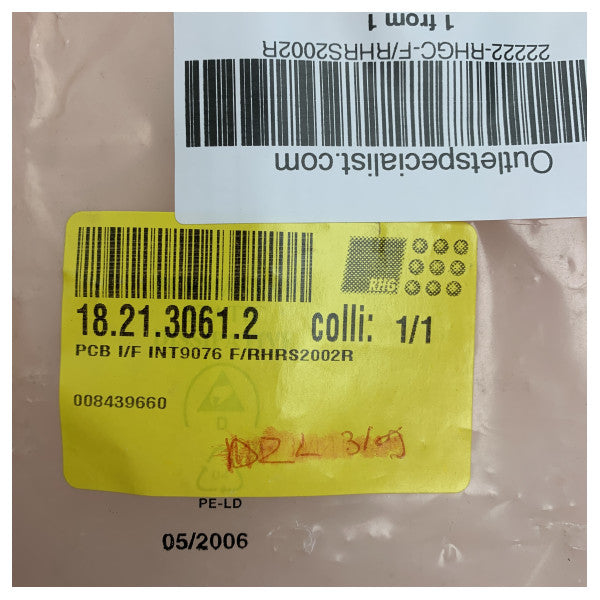 1 from 1
22222-RHGC-F/RHRS2002R
Outletspecialist.com
RHG
18.21.3061.2 colli: 1/1
PCB I/F INT9076 F/RHRS2002R
008439660
D
PE-LD
05/2006